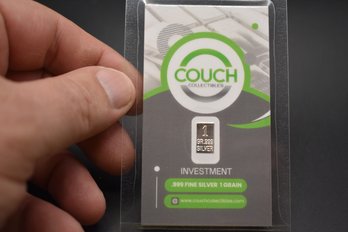 COUCH
COLLECTIBLES
1
GR.999
SILVER
INVESTMENT
.999 FINE SILVER 1 GRAIN
www.couchcollectibles.com